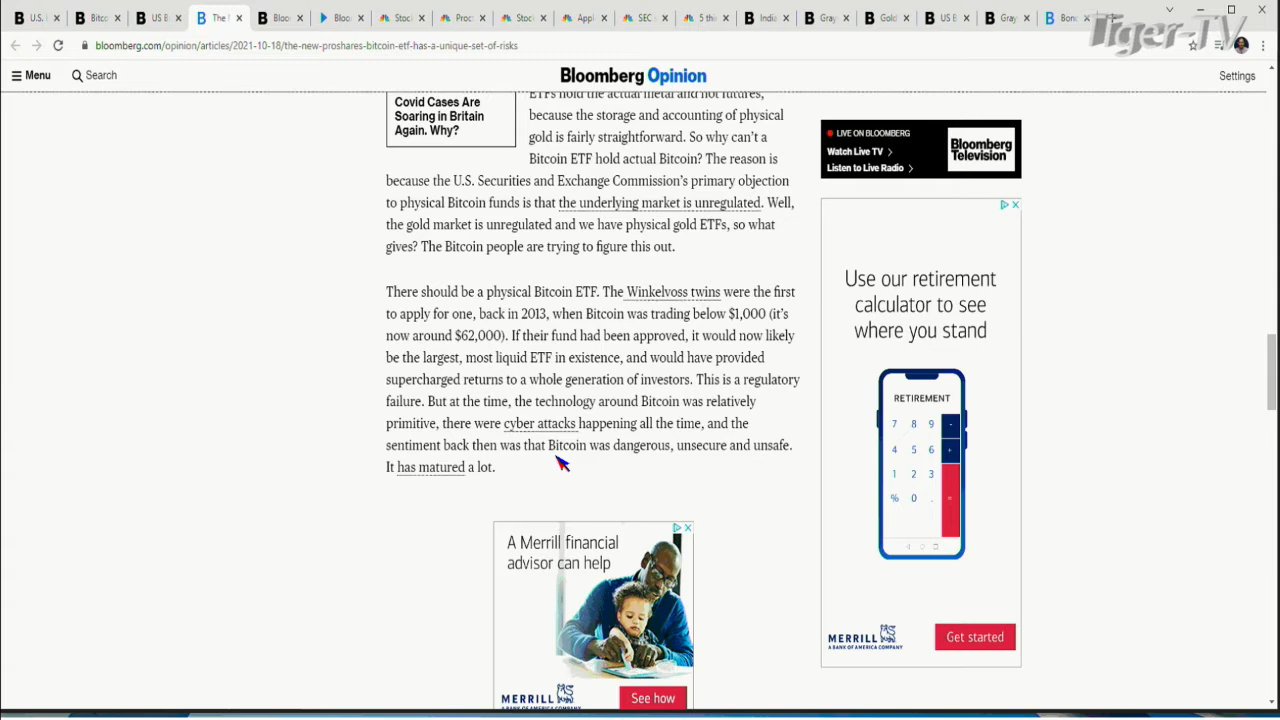 U.S.
Bitco
US B
The
Bloo
Bloo
Stock
Proc
Stock
Appl
SEC
5 thi
India
Gray
Gold
US B
Gray
Bond
Tiger-TV
bloomberg.com/opinion/articles/2021-10-18/the-new-proshares-bitcoin-etf-has-a-unique-set-of-risks
Menu
Search
Bloomberg Opinion
Settings
Covid Cases Are
Soaring in Britain
Again. Why?
ETFs hold the actual metal and not futures,
because the storage and accounting of physical
gold is fairly straightforward. So why can't a
Bitcoin ETF hold actual Bitcoin? The reason is
because the U.S. Securities and Exchange Commission's primary objection
to physical Bitcoin funds is that the underlying market is unregulated. Well,
the gold market is unregulated and we have physical gold ETFs, so what
gives? The Bitcoin people are trying to figure this out.
There should be a physical Bitcoin ETF. The Winkelvoss twins were the first
to apply for one, back in 2013, when Bitcoin was trading below $1,000 (it's
now around $62,000). If their fund had been approved, it would now likely
be the largest, most liquid ETF in existence, and would have provided
supercharged returns to a whole generation of investors. This is a regulatory
failure. But at the time, the technology around Bitcoin was relatively
primitive, there were cyber attacks happening all the time, and the
sentiment back then was that Bitcoin was dangerous, unsecure and unsafe.
It has matured a lot.
A Merrill financial
advisor can help
MERRILL
See how
LIVE ON BLOOMBERG
Watch Live TV
Listen to Live Radio
Bloomberg
Television
Use our retirement
calculator to see
where you stand
RETIREMENT
7 8 9 -
4 5 6 +
1 2 3
% 0 . =
MERRILL
A BANK OF AMERICA COMPANY
Get started